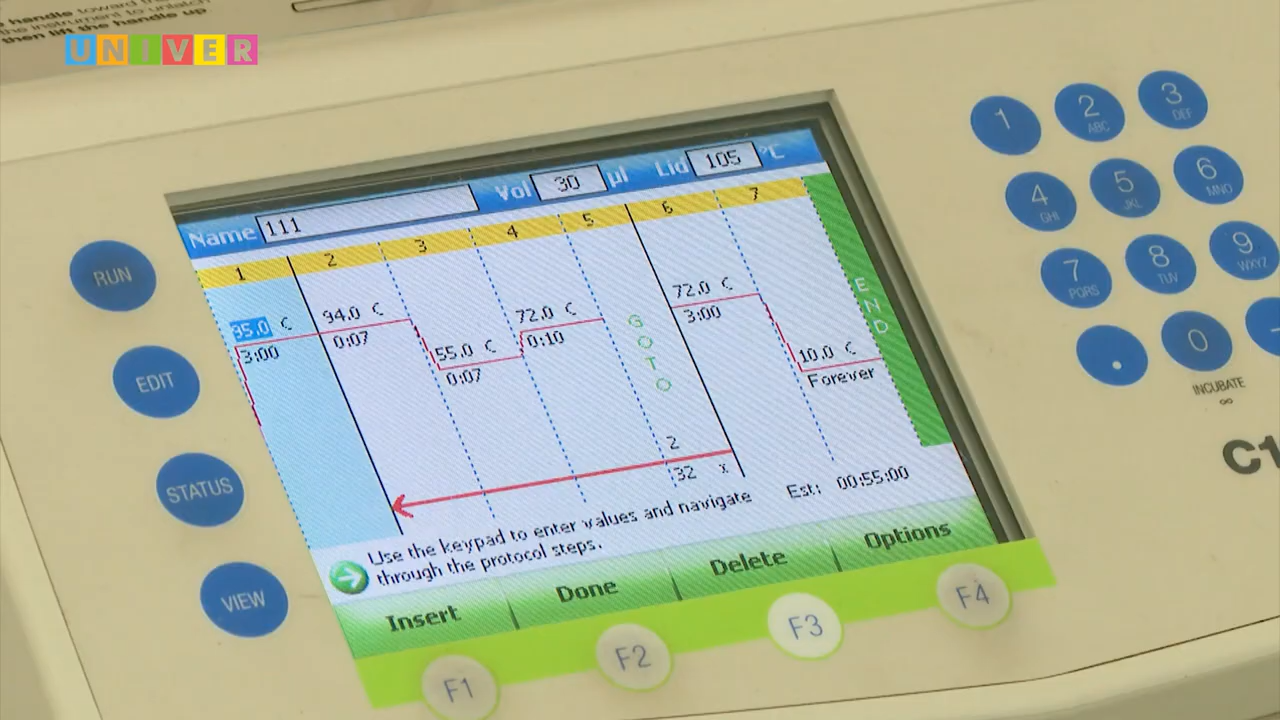 handle toward
the instrument to unlatch
then lift the handle up
UNIVER
Name 111 Vol 30 µl Lid 105 °C
1 2 3 4 5 6 7
95.0 C
3:00
94.0 C
0:07
55.0 C
0:07
72.0 C
0:10
GOTO
2
32 x
72.0 C
3:00
10.0 C
Forever
END
Est: 00:55:00
Use the keypad to enter values and navigate
through the protocol steps.
Insert Done Delete Options
F1 F2 F3 F4
RUN
EDIT
STATUS
VIEW
1 2 ABC 3 DEF
4 GHI 5 JKL 6 MNO
7 PQRS 8 TUV 9 WXYZ
. 0 −
INCUBATE
∞
C1